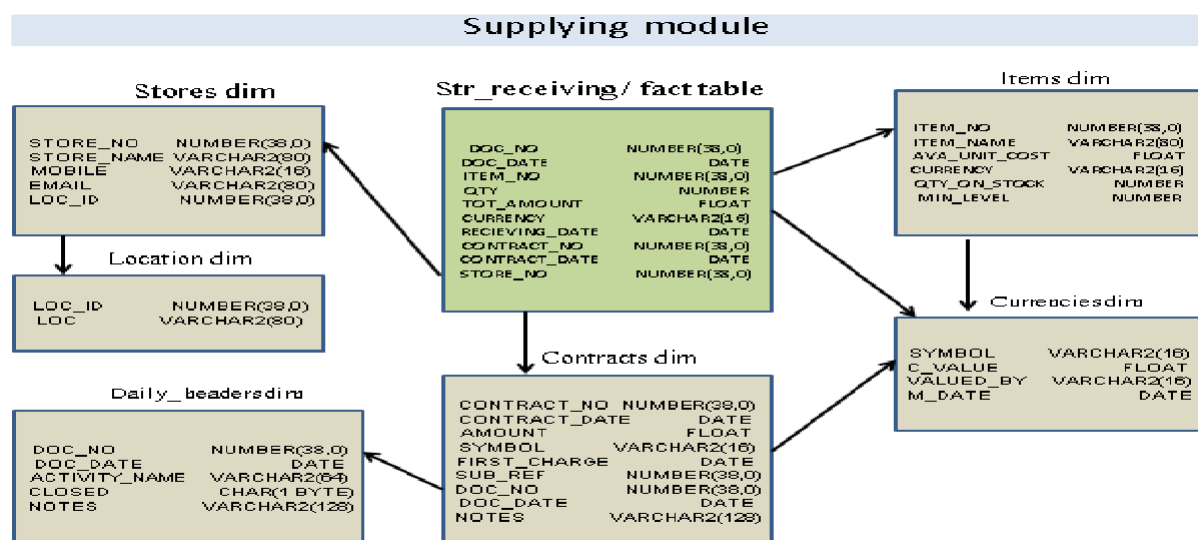 Supplying module
Stores dim
STORE_NO NUMBER(38,0)
STORE_NAME VARCHAR2(80)
MOBILE VARCHAR2(16)
EMAIL VARCHAR2(80)
LOC_ID NUMBER(38,0)
Location dim
LOC_ID NUMBER(38,0)
LOC VARCHAR2(80)
Daily_headersdim
DOC_NO NUMBER(38,0)
DOC_DATE DATE
ACTIVITY_NAME VARCHAR2(64)
CLOSED CHAR(1 BYTE)
NOTES VARCHAR2(128)
Str_receiving/ fact table
DOC_NO NUMBER(38,0)
DOC_DATE DATE
ITEM_NO NUMBER(38,0)
QTY NUMBER
TOT_AMOUNT FLOAT
CURRENCY VARCHAR2(16)
RECIEVING_DATE DATE
CONTRACT_NO NUMBER(38,0)
CONTRACT_DATE DATE
STORE_NO NUMBER(38,0)
Contracts dim
CONTRACT_NO NUMBER(38,0)
CONTRACT_DATE DATE
AMOUNT FLOAT
SYMBOL VARCHAR2(16)
FIRST_CHARGE DATE
SUB_REF NUMBER(38,0)
DOC_NO NUMBER(38,0)
DOC_DATE DATE
NOTES VARCHAR2(128)
Items dim
ITEM_NO NUMBER(38,0)
ITEM_NAME VARCHAR2(80)
AVA_UNIT_COST FLOAT
CURRENCY VARCHAR2(16)
QTY_ON_STOCK NUMBER
MIN_LEVEL NUMBER
Currenciesdim
SYMBOL VARCHAR2(16)
C_VALUE FLOAT
VALUED_BY VARCHAR2(16)
M_DATE DATE